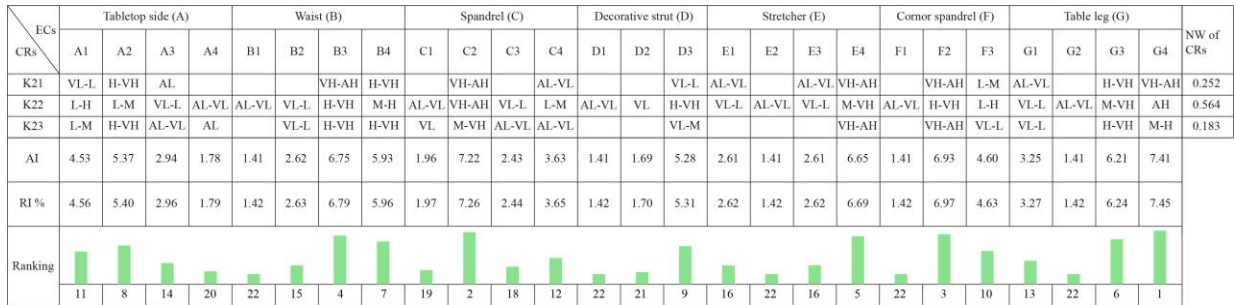 ECs Tabletop side (A) Waist (B) Spandrel (C) Decorative strut (D) Stretcher (E) Cornor spandrel (F) Table leg (G) NW of CRs
CRs A1 A2 A3 A4 B1 B2 B3 B4 C1 C2 C3 C4 D1 D2 D3 E1 E2 E3 E4 F1 F2 F3 G1 G2 G3 G4
K21 VL-L H-VH AL VH-AH H-VH VH-AH AL-VL VL-L AL-VL AL-VL VH-AH VH-AH L-M AL-VL H-VH VH-AH 0.252
K22 L-H L-M VL-L AL-VL AL-VL VL-L H-VH M-H AL-VL VH-AH VL-L L-M AL-VL VL H-VH VL-L AL-VL VL-L M-VH AL-VL H-VH L-H VL-L AL-VL M-VH AH 0.564
K23 L-M H-VH AL-VL AL VL-L H-VH H-VH VL M-VH AL-VL AL-VL VL-M VH-AH VH-AH VL-L VL-L H-VH M-H 0.183
AI 4.53 5.37 2.94 1.78 1.41 2.62 6.75 5.93 1.96 7.22 2.43 3.63 1.41 1.69 5.28 2.61 1.41 2.61 6.65 1.41 6.93 4.60 3.25 1.41 6.21 7.41
RI % 4.56 5.40 2.96 1.79 1.42 2.63 6.79 5.96 1.97 7.26 2.44 3.65 1.42 1.70 5.31 2.62 1.42 2.62 6.69 1.42 6.97 4.63 3.27 1.42 6.24 7.45
Ranking
11 8 14 20 22 15 4 7 19 2 18 12 22 21 9 16 22 16 5 22 3 10 13 22 6 1